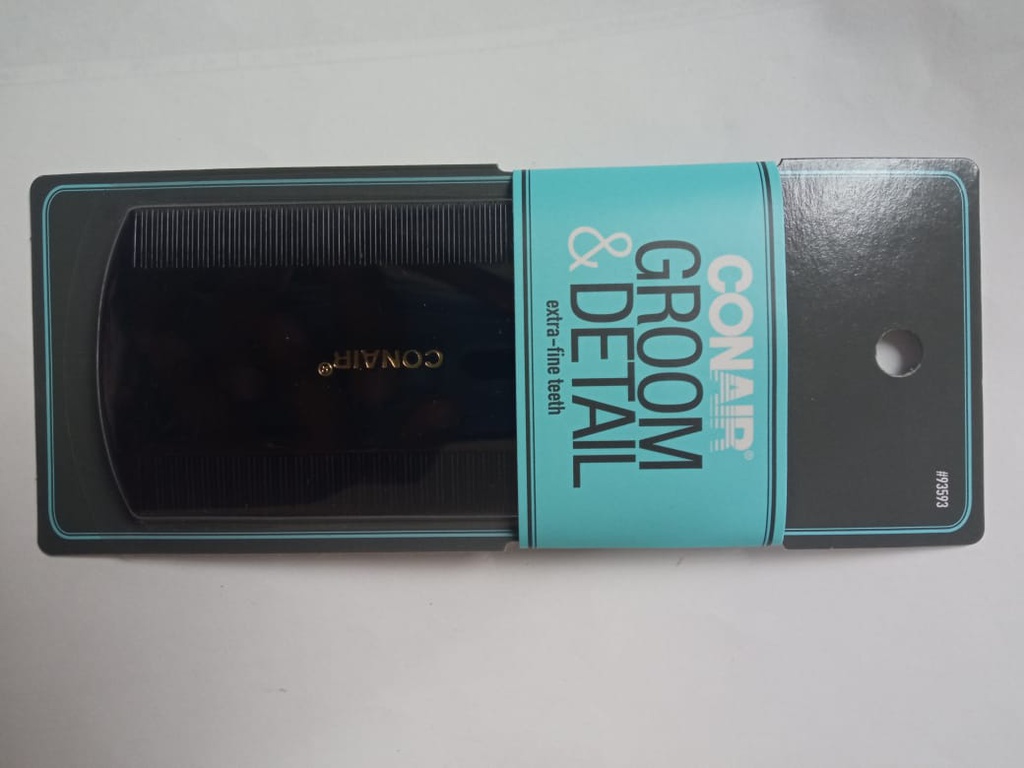 CONAIR®
GROOM
& DETAIL
extra-fine teeth
#93593
CONAIR®